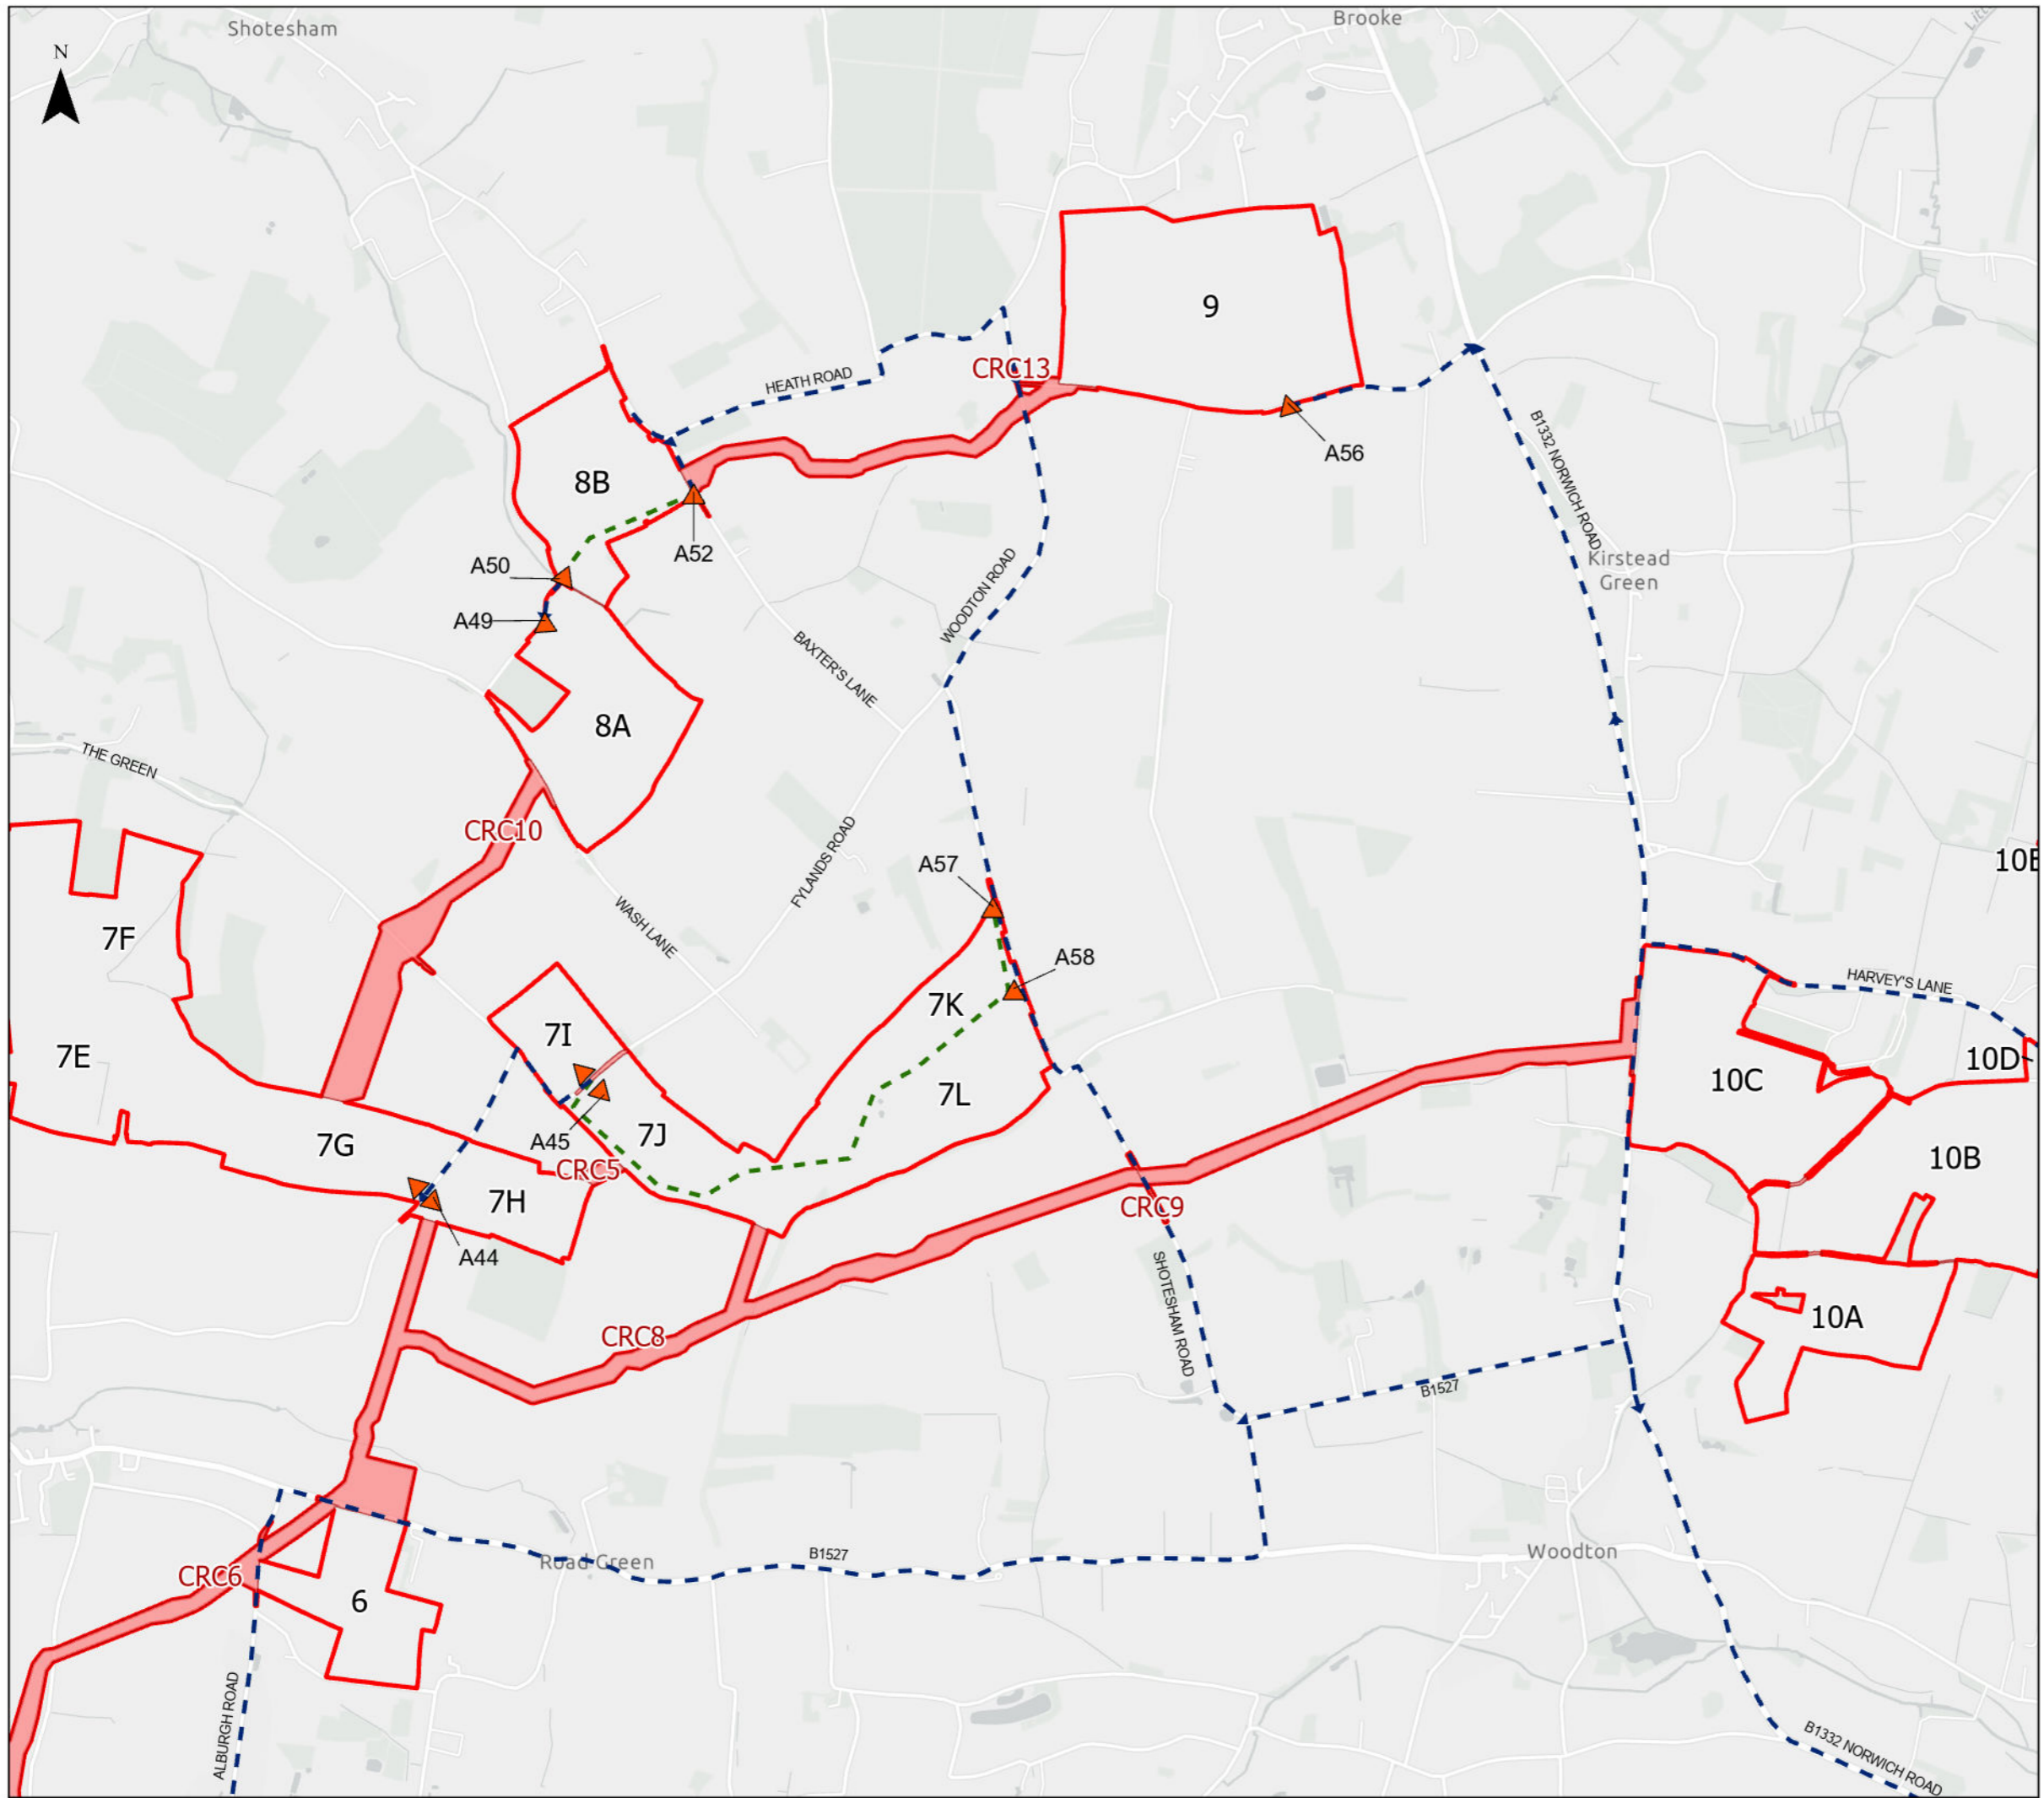 Shotesham
Brooke
N
9
HEATH ROAD
CRC13
A56
B1332 NORWICH ROAD
8B
A52
A50
A49
Kirstead
Green
WOODTON ROAD
BAXTER'S LANE
8A
THE GREEN
CRC10
FYLANDS ROAD
A57
10E
WASH LANE
7F
A58
7K
HARVEY'S LANE
7I
7E
10D
10C
7L
7G
A45
7J
CRC5
10B
7H
CRC9
A44
SHOTESHAM ROAD
10A
CRC8
B1527
B1527
Road Green
Woodton
CRC6
6
ALBURGH ROAD
B1332 NORWICH ROAD